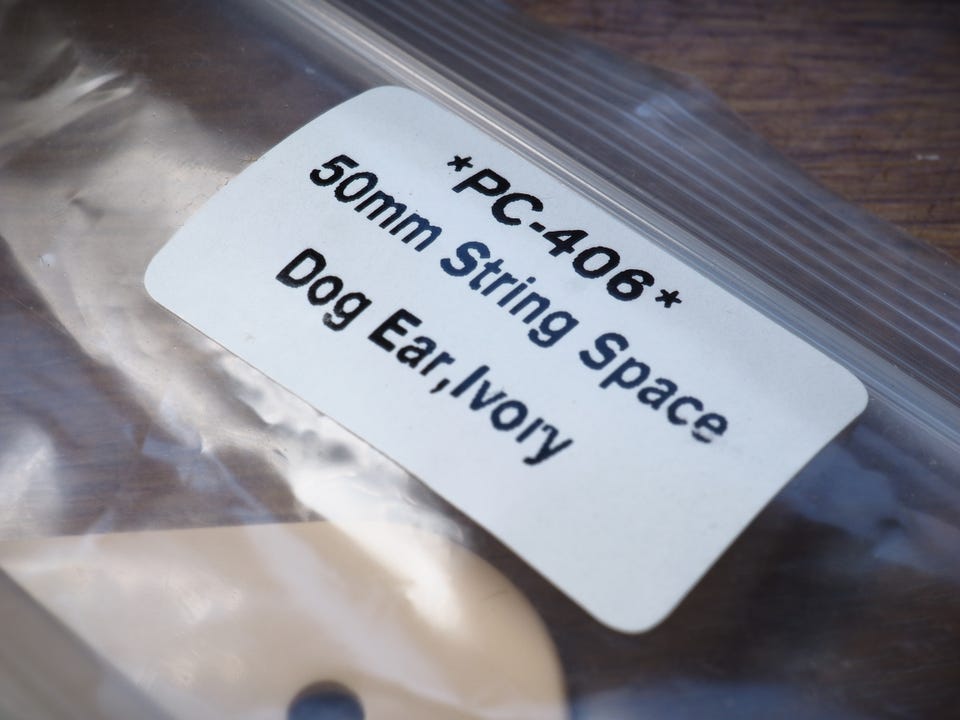 *PC-406*
50mm String Space
Dog Ear,Ivory